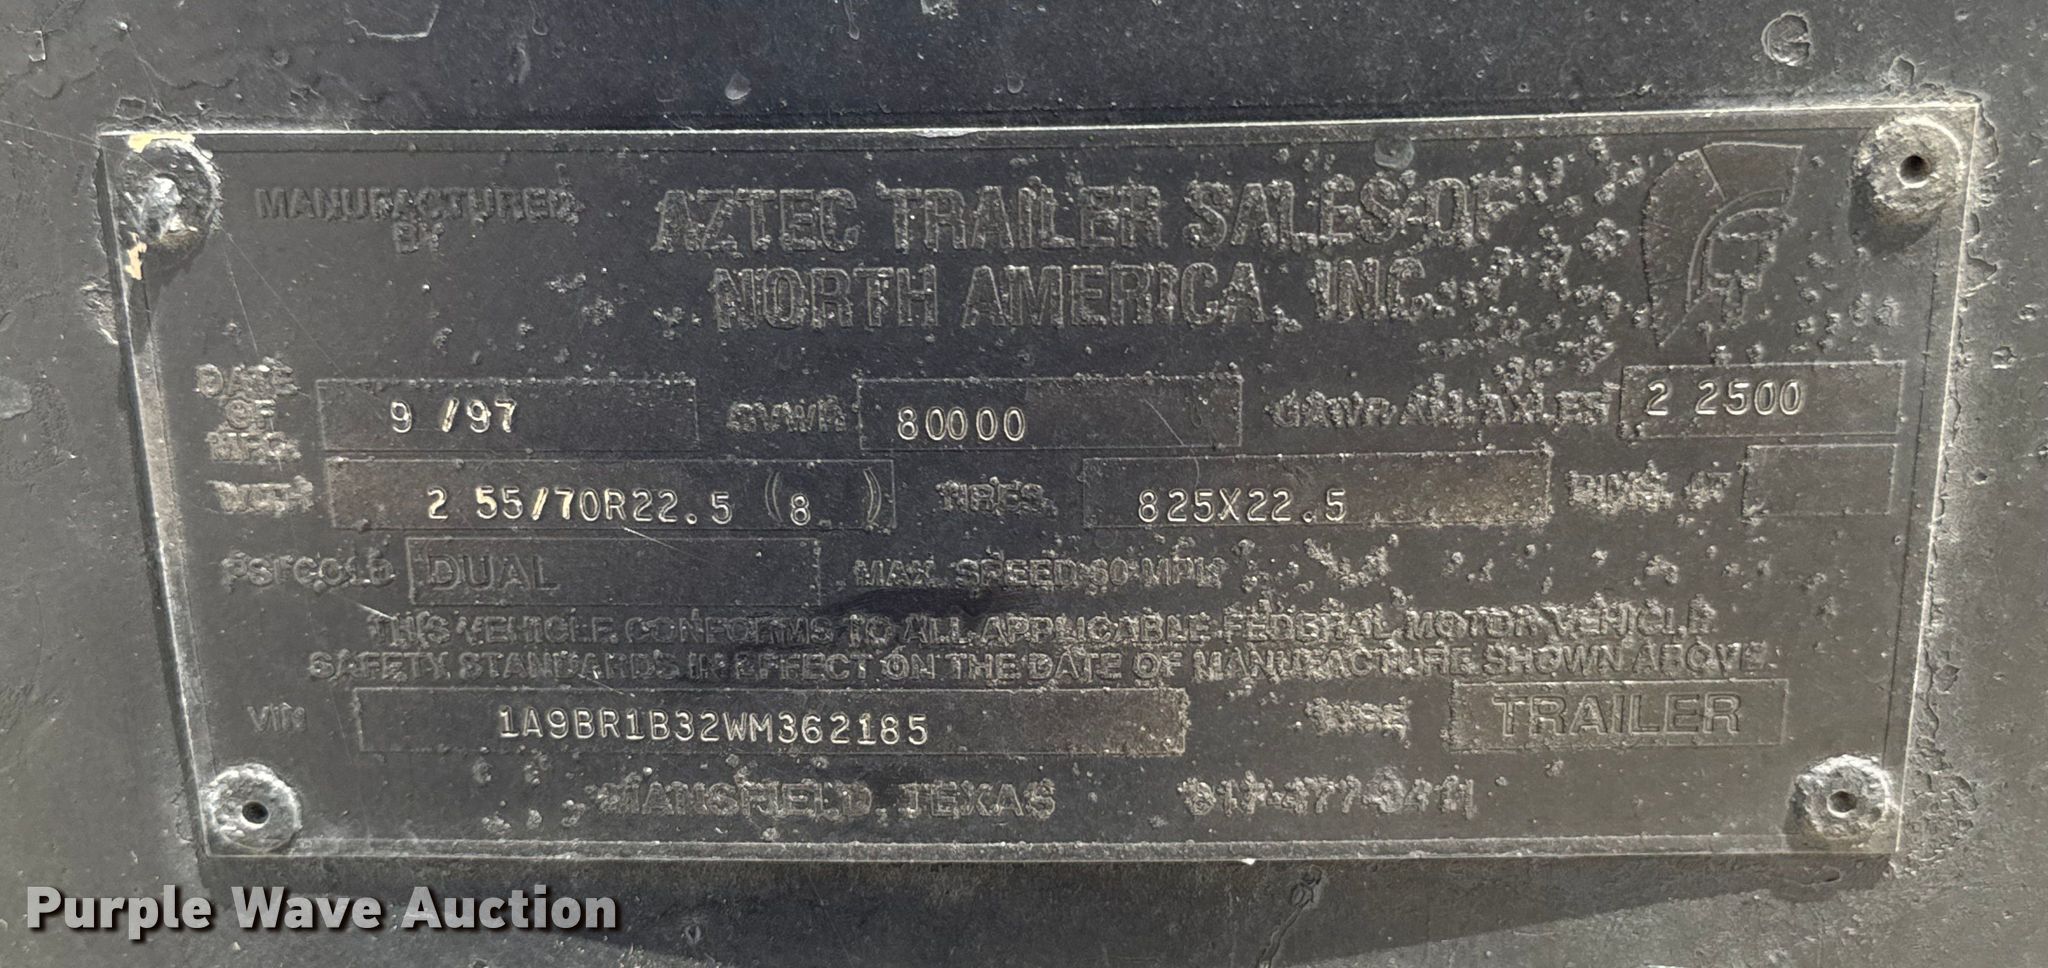 MANUFACTURED BY AZTEC TRAILER SALES OF
NORTH AMERICA, INC.
DATE OF MFG. 9 /97 GVWR 80000 GAWR ALL AXLES 2 2500
WITH 2 55/70R22.5 (8 ) TIRES. 825X22.5 RIMS. AT
PSI COLD DUAL MAX. SPEED 60 MPH
THIS VEHICLE CONFORMS TO ALL APPLICABLE FEDERAL MOTOR VEHICLE
SAFETY STANDARDS IN EFFECT ON THE DATE OF MANUFACTURE SHOWN ABOVE
VIN 1A9BR1B32WM362185 TYPE TRAILER
MANSFIELD, TEXAS
Purple Wave Auction